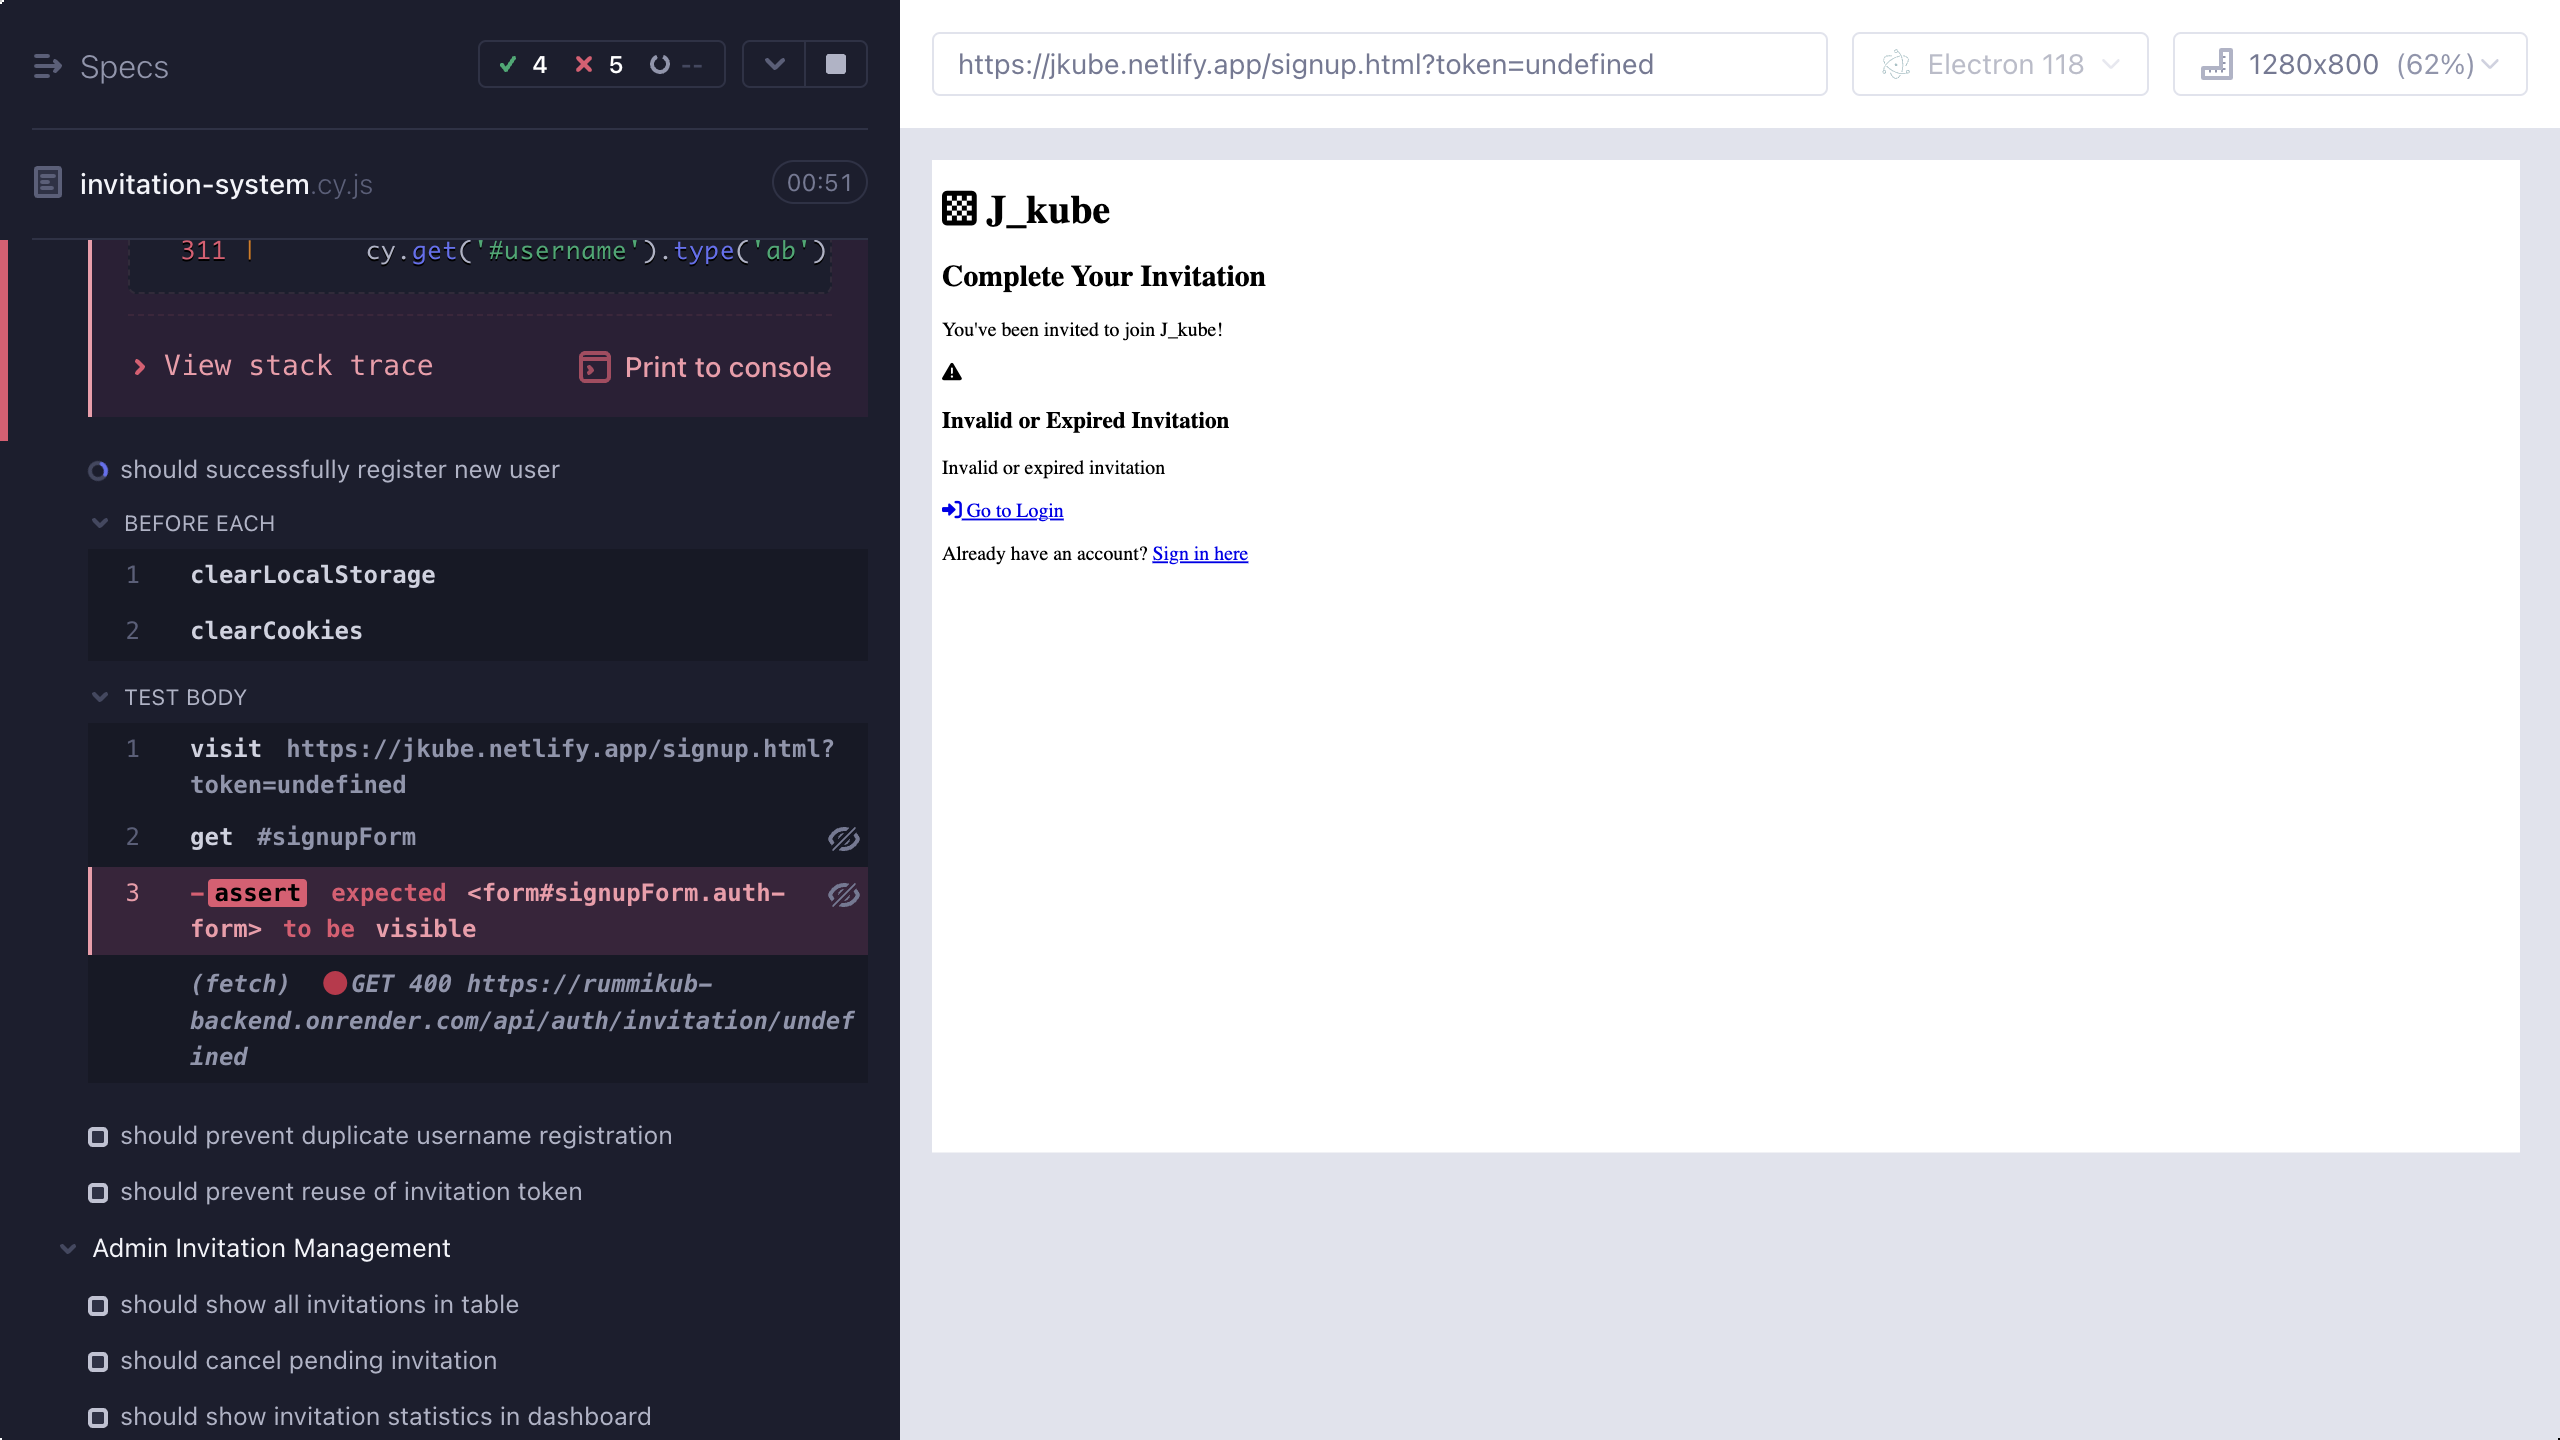 Specs
4 5 --
invitation-system.cy.js
00:51
311 | cy.get('#username').type('ab')
View stack trace
Print to console
should successfully register new user
BEFORE EACH
1 clearLocalStorage
2 clearCookies
TEST BODY
1 visit https://jkube.netlify.app/signup.html?
token=undefined
2 get #signupForm
3 -assert expected <form#signupForm.auth-
form> to be visible
(fetch) GET 400 https://rummikub-
backend.onrender.com/api/auth/invitation/undef
ined
should prevent duplicate username registration
should prevent reuse of invitation token
Admin Invitation Management
should show all invitations in table
should cancel pending invitation
should show invitation statistics in dashboard
https://jkube.netlify.app/signup.html?token=undefined
Electron 118
1280x800 (62%)
J_kube
Complete Your Invitation
You've been invited to join J_kube!
Invalid or Expired Invitation
Invalid or expired invitation
Go to Login
Already have an account? Sign in here